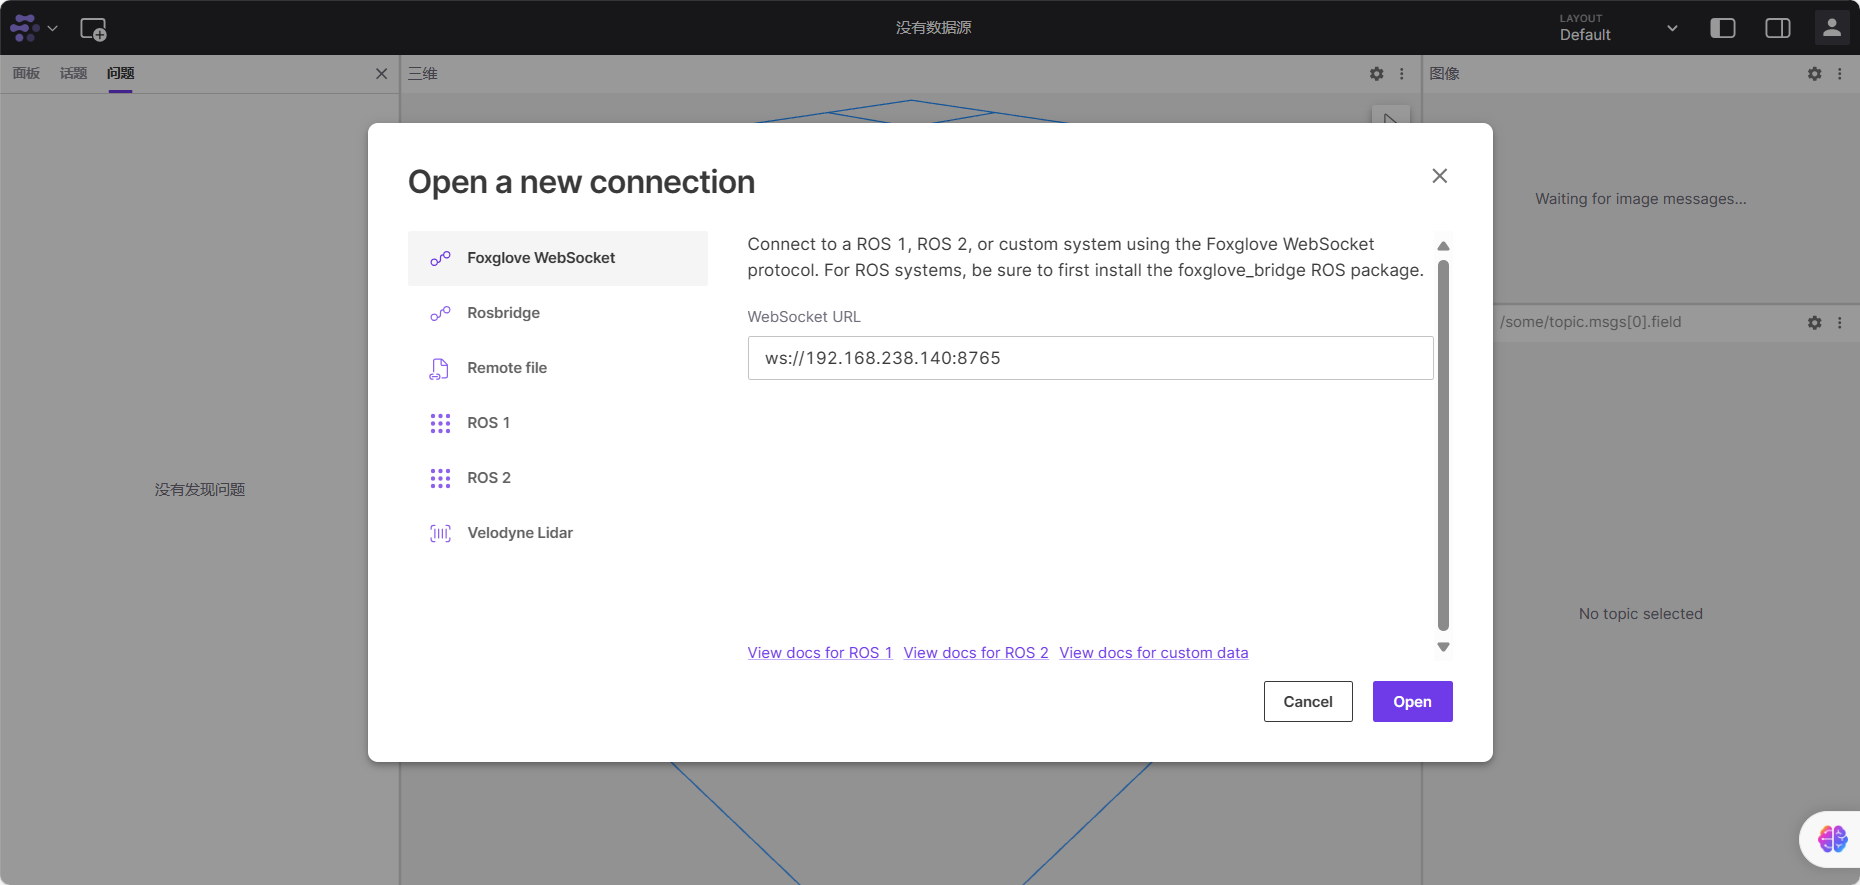 没有数据源
LAYOUT
Default
面板
话题
问题
三维
图像
Open a new connection
Waiting for image messages...
Foxglove WebSocket
Rosbridge
Remote file
ROS 1
ROS 2
Velodyne Lidar
Connect to a ROS 1, ROS 2, or custom system using the Foxglove WebSocket
protocol. For ROS systems, be sure to first install the foxglove_bridge ROS package.
WebSocket URL
ws://192.168.238.140:8765
/some/topic.msgs[0].field
没有发现问题
No topic selected
View docs for ROS 1 View docs for ROS 2 View docs for custom data
Cancel
Open